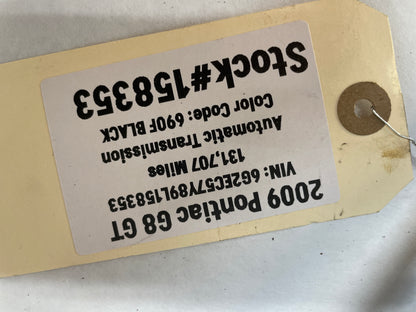 2009 Pontiac G8 GT
VIN: 6G2EC57Y89L158353
131,707 Miles
Automatic Transmission
Color Code: 690F BLACK
Stock#158353